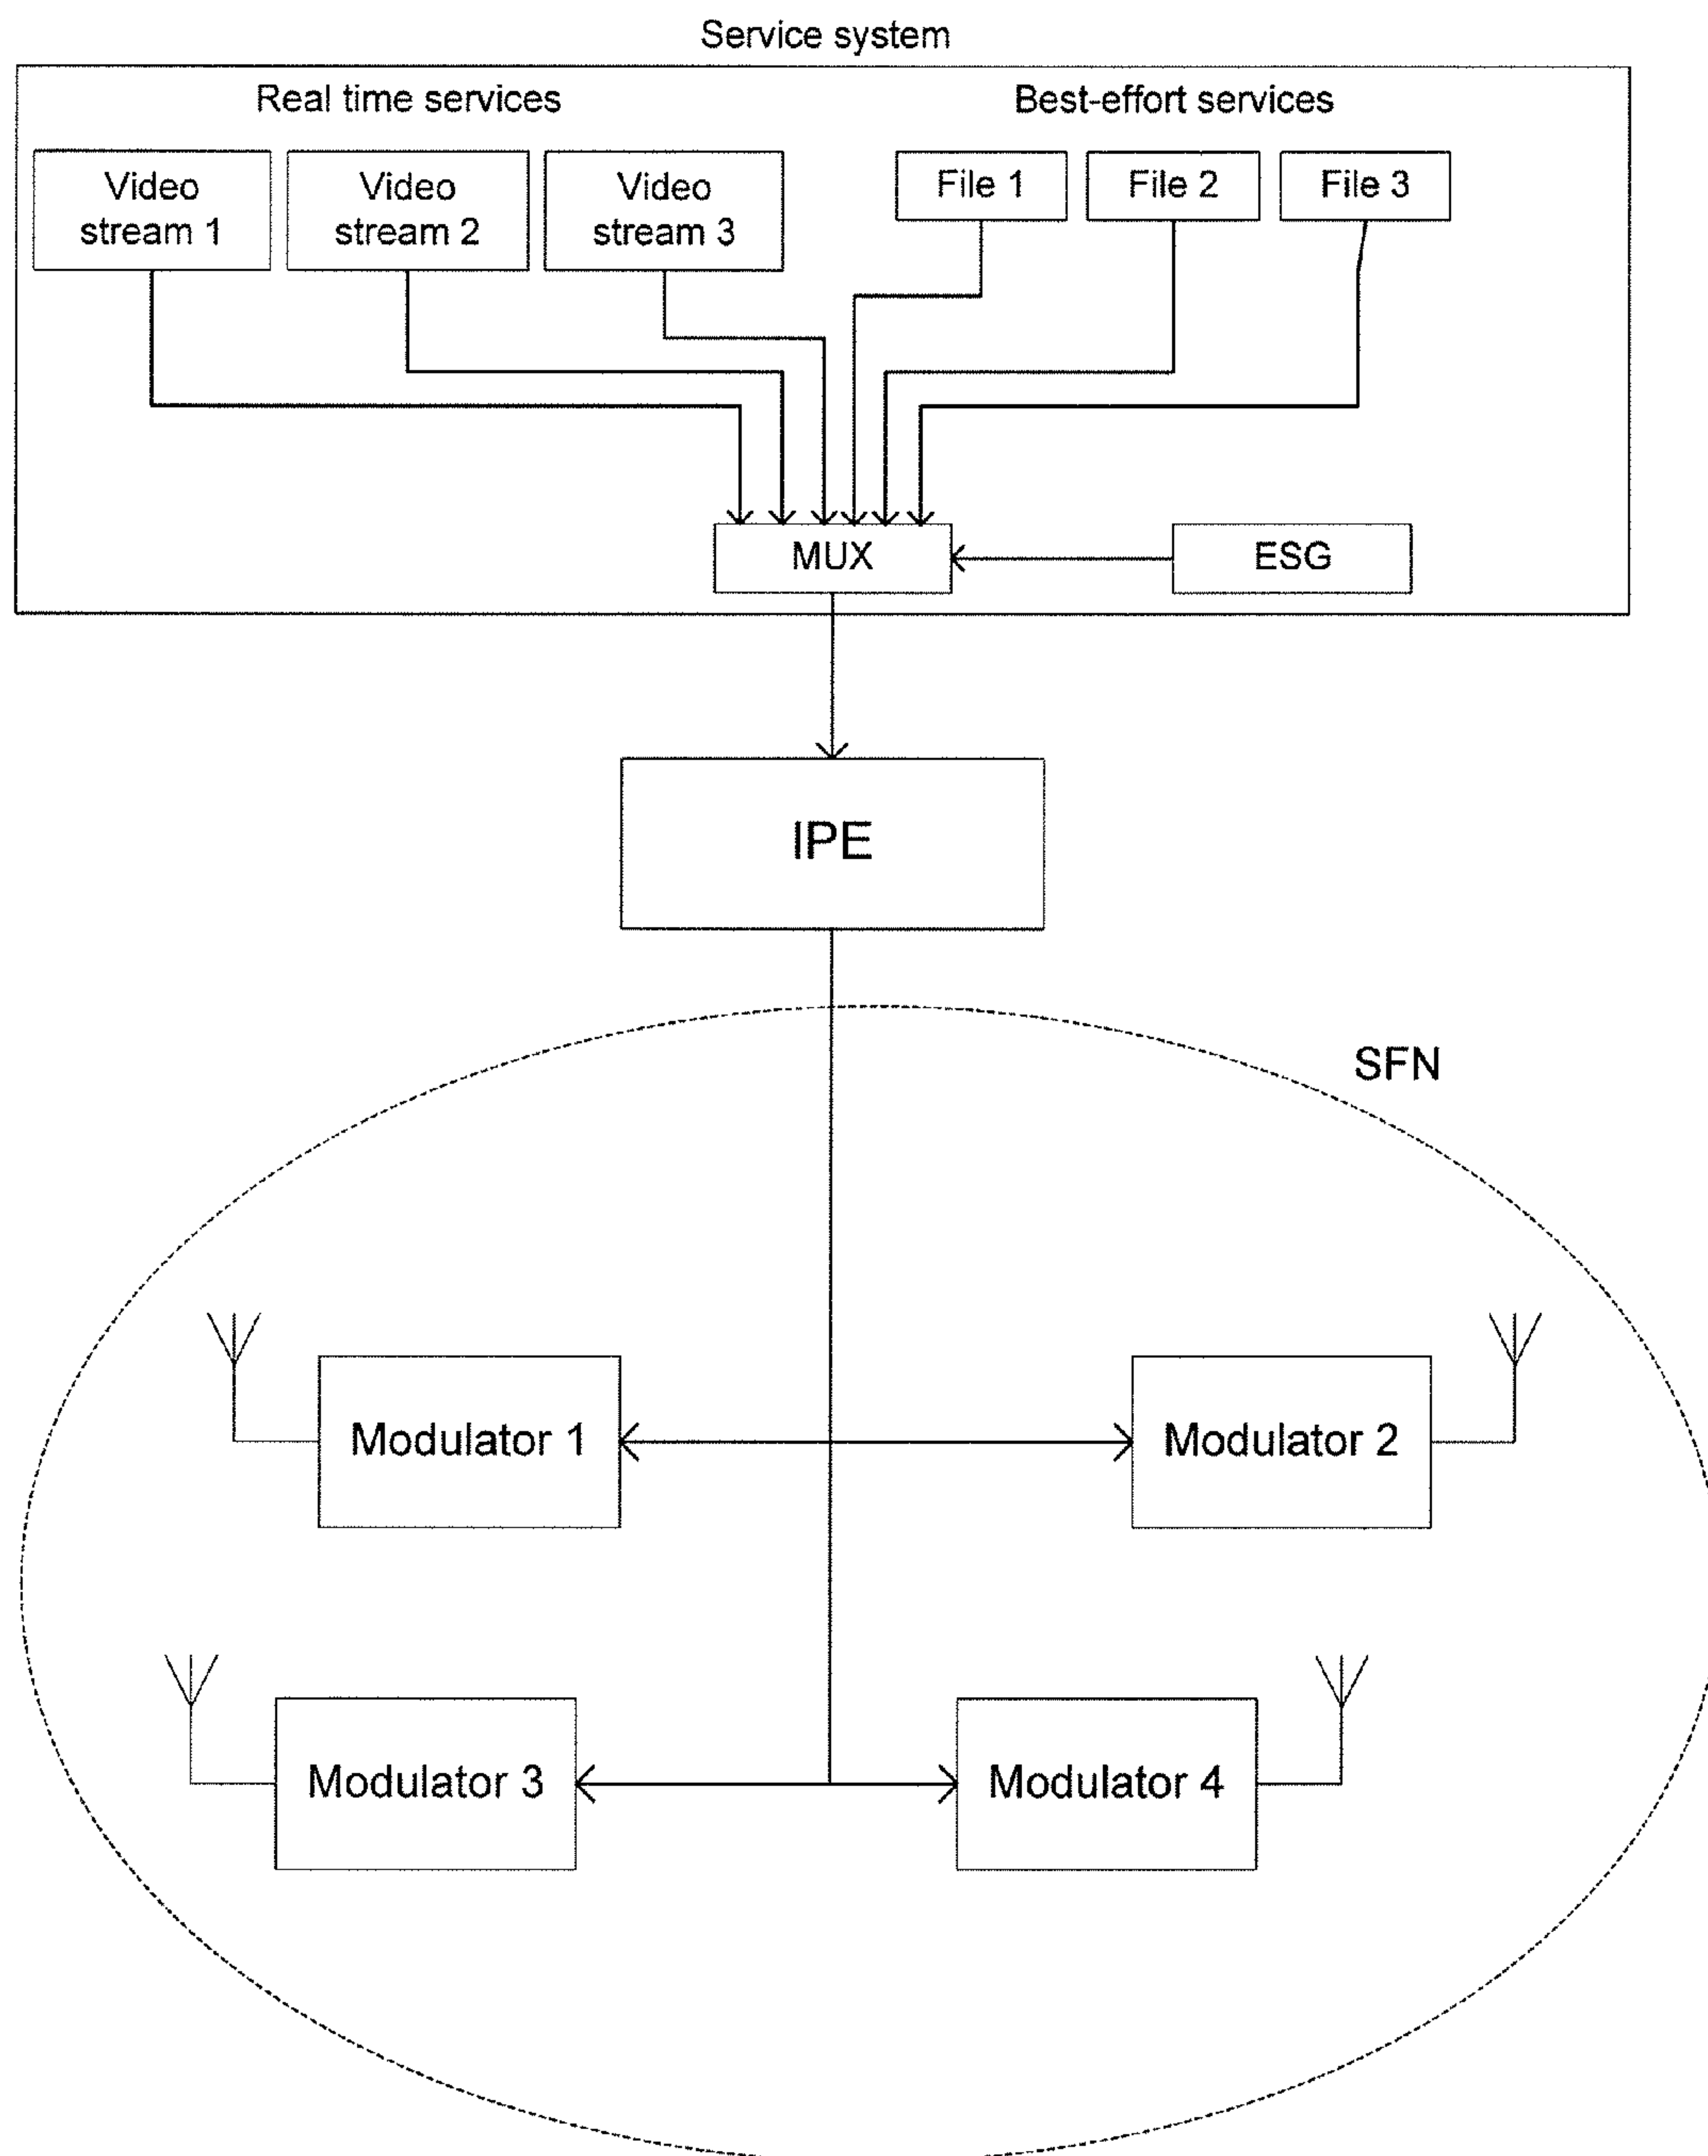 Service system
Real time services
Best-effort services
Video
stream 1
Video
stream 2
Video
stream 3
File 1
File 2
File 3
MUX
ESG
IPE
SFN
Modulator 1
Modulator 2
Modulator 3
Modulator 4